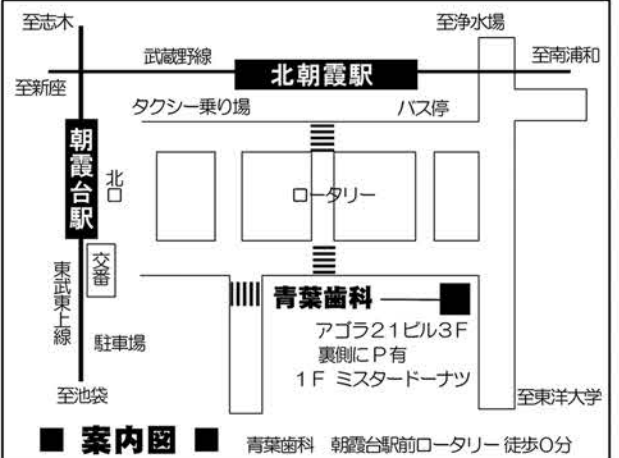 至志木
至浄水場
武蔵野線
北朝霞駅
至南浦和
至新座
タクシー乗り場
バス停
朝霞台駅
北口
ロータリー
交番
東武東上線
青葉歯科
アゴラ21ビル3F
裏側にP有
1F ミスタードーナツ
駐車場
至池袋
至東洋大学
■ 案内図 ■
青葉歯科 朝霞台駅前ロータリー 徒歩0分